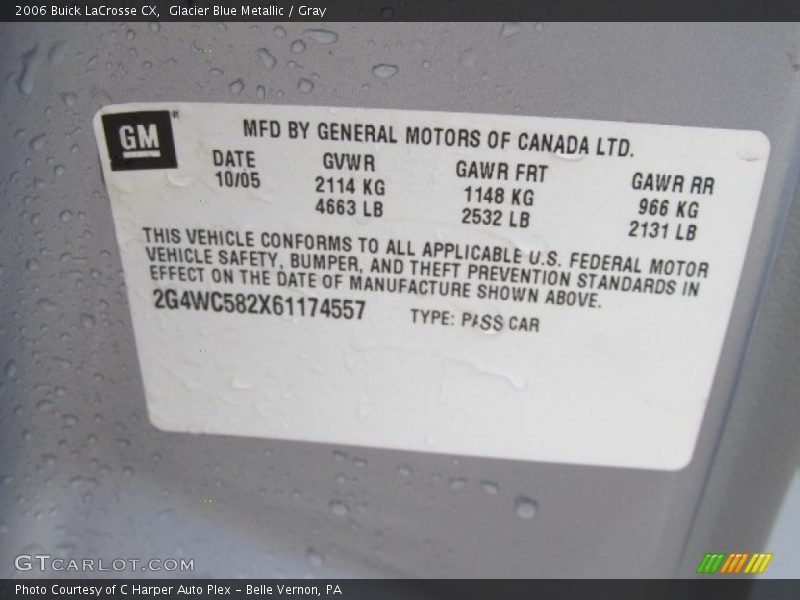 2006 Buick LaCrosse CX, Glacier Blue Metallic / Gray
GM
MFD BY GENERAL MOTORS OF CANADA LTD.
DATE GVWR GAWR FRT GAWR RR
10/05 2114 KG 1148 KG 966 KG
4663 LB 2532 LB 2131 LB
THIS VEHICLE CONFORMS TO ALL APPLICABLE U.S. FEDERAL MOTOR
VEHICLE SAFETY, BUMPER, AND THEFT PREVENTION STANDARDS IN
EFFECT ON THE DATE OF MANUFACTURE SHOWN ABOVE.
2G4WC582X61174557 TYPE: PASS CAR
GTCARLOT.COM
Photo Courtesy of C Harper Auto Plex – Belle Vernon, PA